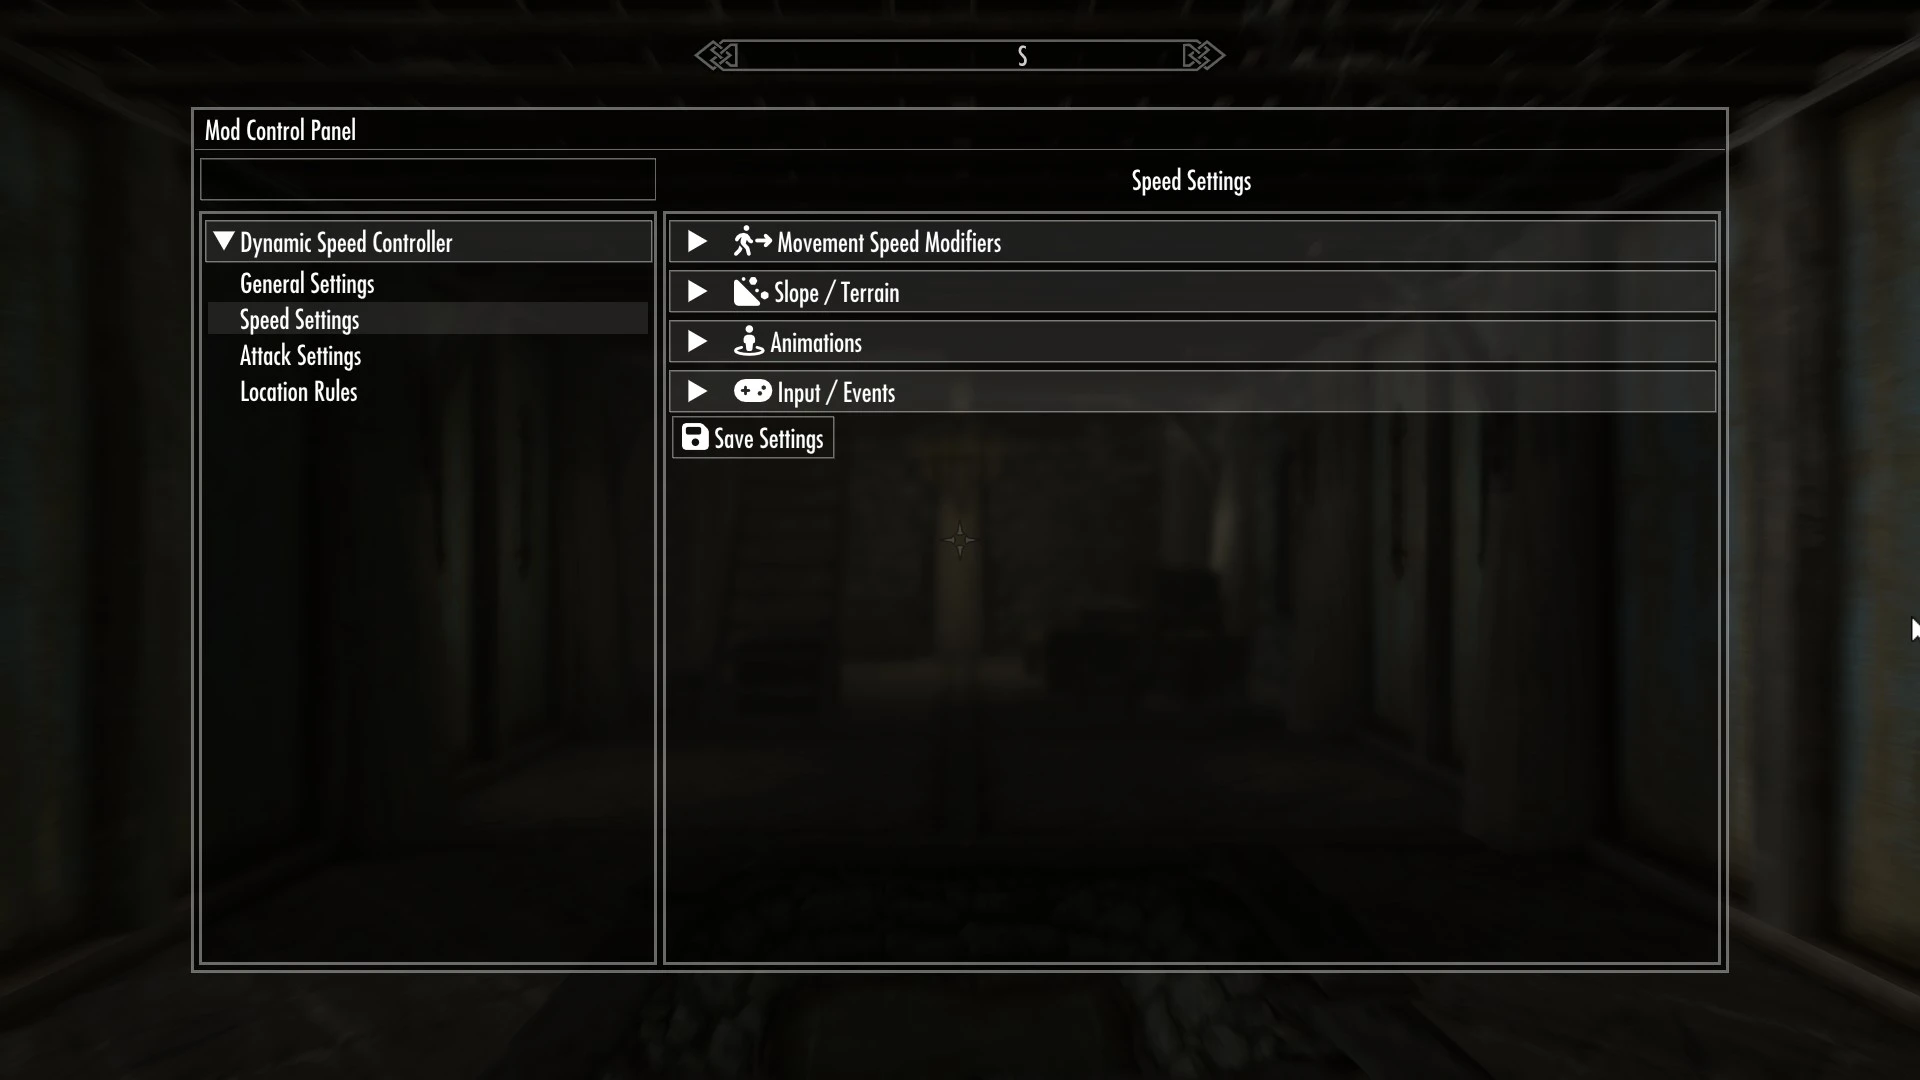 S
Mod Control Panel
Speed Settings
Dynamic Speed Controller
General Settings
Speed Settings
Attack Settings
Location Rules
Movement Speed Modifiers
Slope / Terrain
Animations
Input / Events
Save Settings